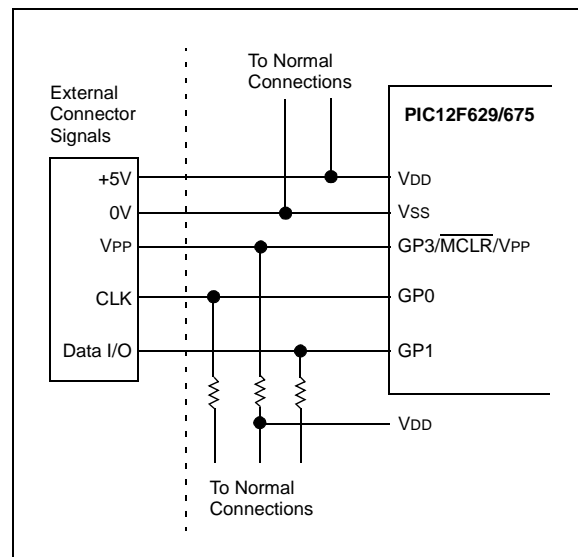 To Normal
Connections
External
Connector
Signals
PIC12F629/675
+5V
VDD
0V
VSS
VPP
GP3/MCLR/VPP
CLK
GP0
Data I/O
GP1
VDD
To Normal
Connections